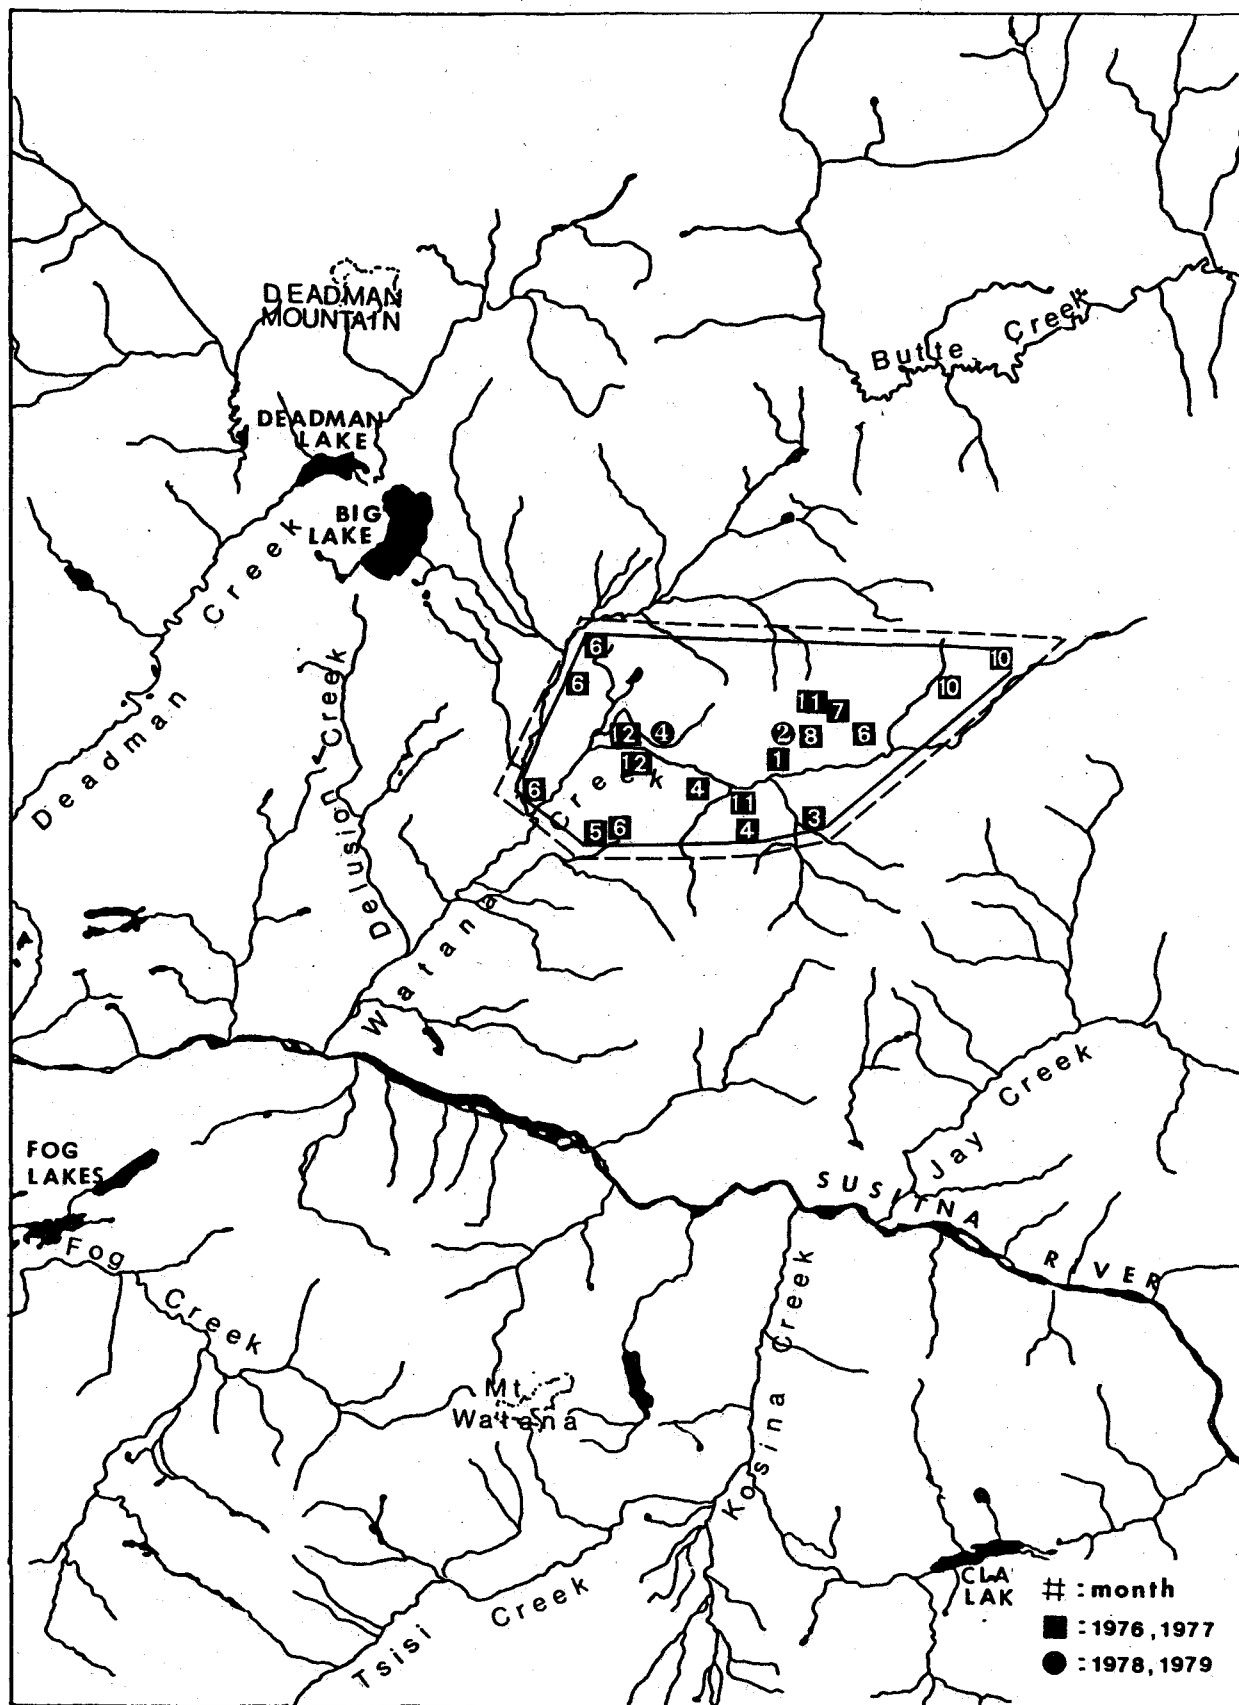 DEADMAN
MOUNTAIN
Butte Creek
DEADMAN
LAKE
BIG
LAKE
Deadman Creek
Delusion Creek
Watana Creek
6
10
6
10
11
7
12
4
2
8
6
12
1
6
4
11
3
5
6
4
A
Jay Creek
FOG
LAKES
SUSITNA RIVER
Fog Creek
Kosina Creek
Mt
Watana
Tsisi Creek
CLA
LAK
# : month
■ : 1976, 1977
● : 1978, 1979